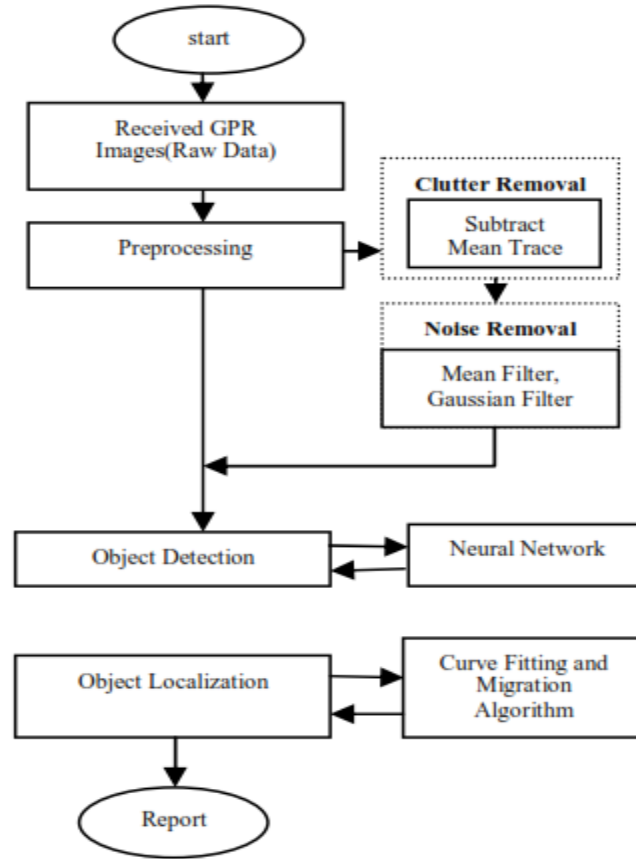 start
Received GPR
Images(Raw Data)
Preprocessing
Clutter Removal
Subtract
Mean Trace
Noise Removal
Mean Filter,
Gaussian Filter
Object Detection
Neural Network
Object Localization
Curve Fitting and
Migration
Algorithm
Report